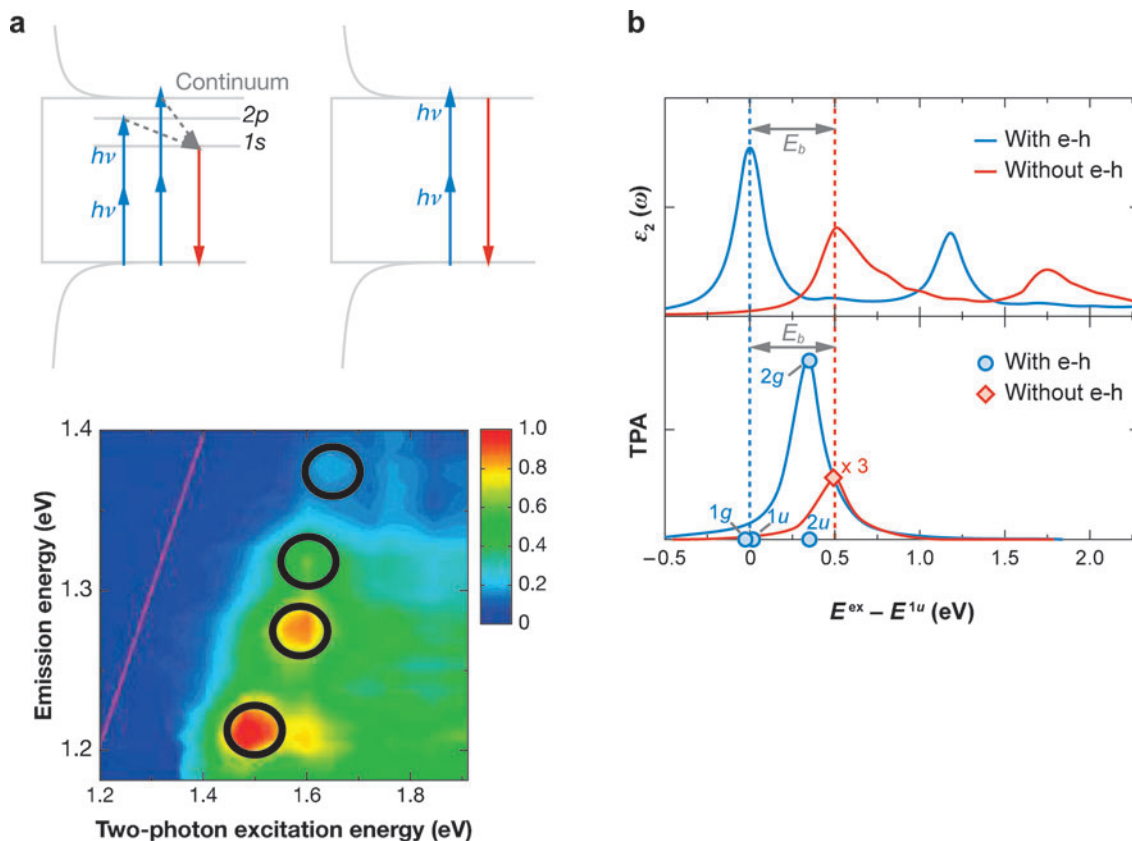 a
Continuum
2p
1s
hν
hν
hν
hν
1.4
1.3
1.2
1.2
1.4
1.6
1.8
1.0
0.8
0.6
0.4
0.2
0
Emission energy (eV)
Two-photon excitation energy (eV)
b
E_b
With e-h
Without e-h
ε₂ (ω)
E_b
With e-h
Without e-h
2g
x 3
1g
1u
2u
TPA
−0.5
0
0.5
1.0
1.5
2.0
E^ex − E^1u (eV)